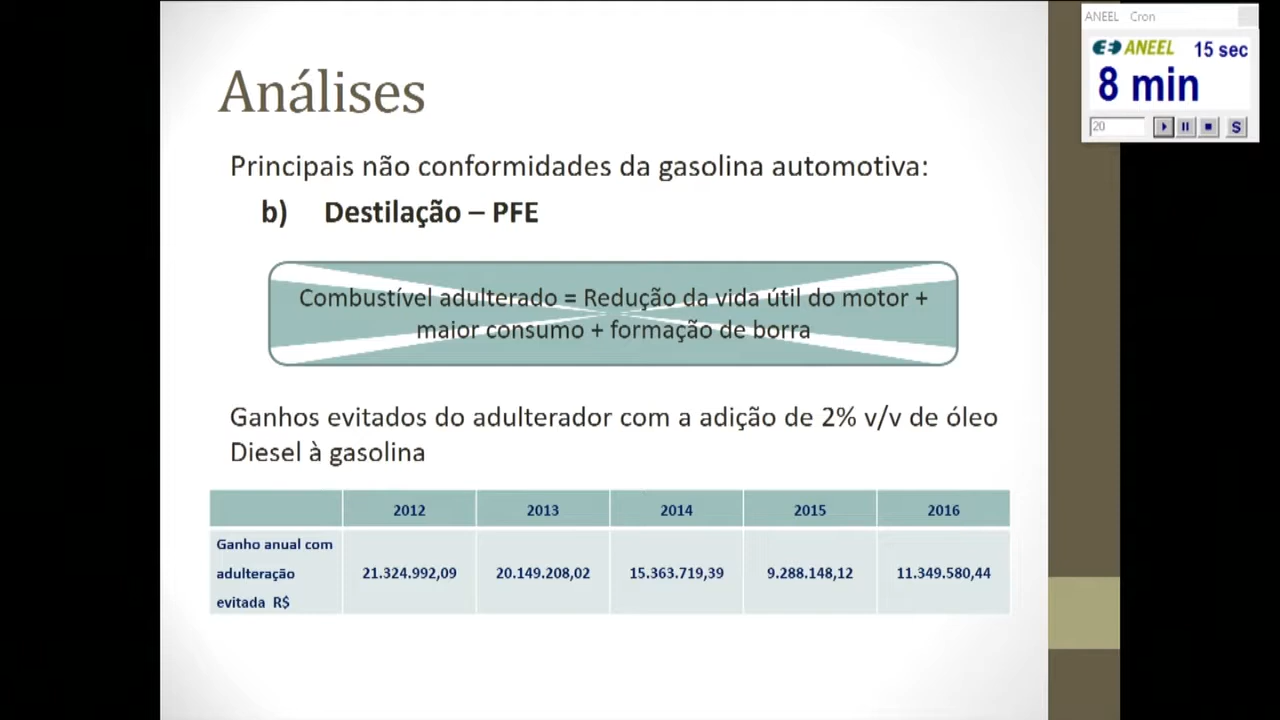 Análises
Principais não conformidades da gasolina automotiva:
b) Destilação – PFE
Combustível adulterado = Redução da vida útil do motor +
maior consumo + formação de borra
Ganhos evitados do adulterador com a adição de 2% v/v de óleo
Diesel à gasolina
2012 2013 2014 2015 2016
Ganho anual com
adulteração
evitada R$
21.324.992,09 20.149.208,02 15.363.719,39 9.288.148,12 11.349.580,44
ANEEL Cron
ANEEL 15 sec
8 min
20
S